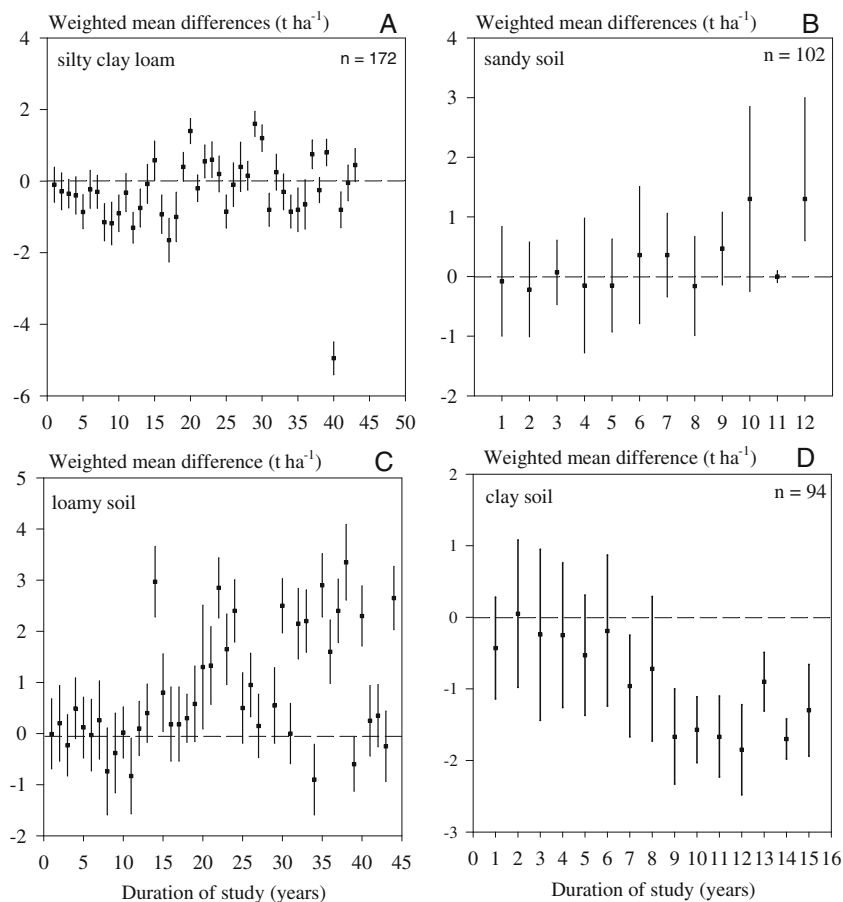 Weighted mean differences (t ha⁻¹) A
silty clay loam n = 172
4
2
0
-2
-4
-6
0 5 10 15 20 25 30 35 40 45 50
Weighted mean differences (t ha⁻¹) B
sandy soil n = 102
4
3
2
1
0
-1
-2
1 2 3 4 5 6 7 8 9 10 11 12
Weighted mean difference (t ha⁻¹) C
loamy soil
5
4
3
2
1
0
-1
-2
0 5 10 15 20 25 30 35 40 45
Duration of study (years)
Weighted mean difference (t ha⁻¹) D
clay soil n = 94
2
1
0
-1
-2
-3
0 1 2 3 4 5 6 7 8 9 10 11 12 13 14 15 16
Duration of study (years)